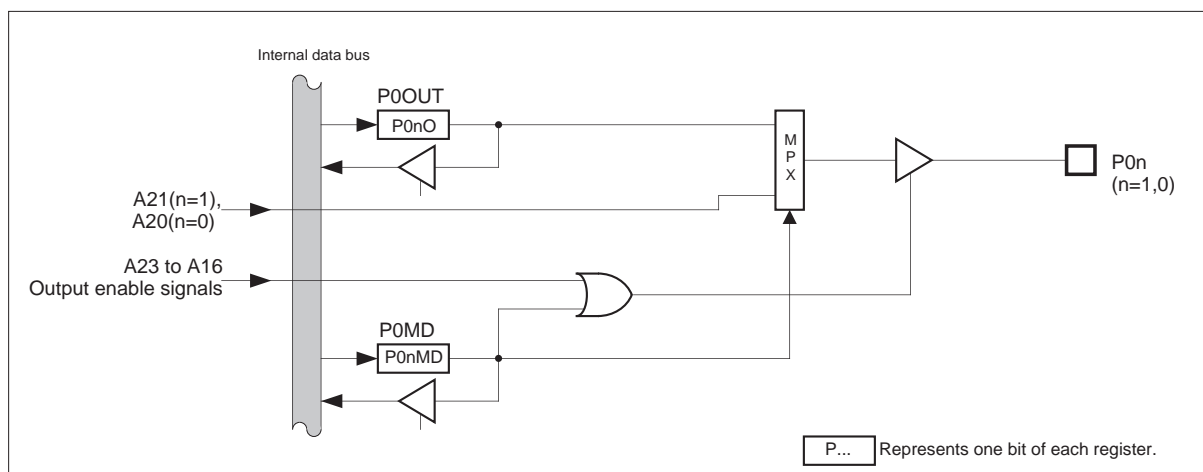 Internal data bus
P0OUT
P0nO
MPX
P0n
(n=1,0)
A21(n=1),
A20(n=0)
A23 to A16
Output enable signals
P0MD
P0nMD
P... Represents one bit of each register.